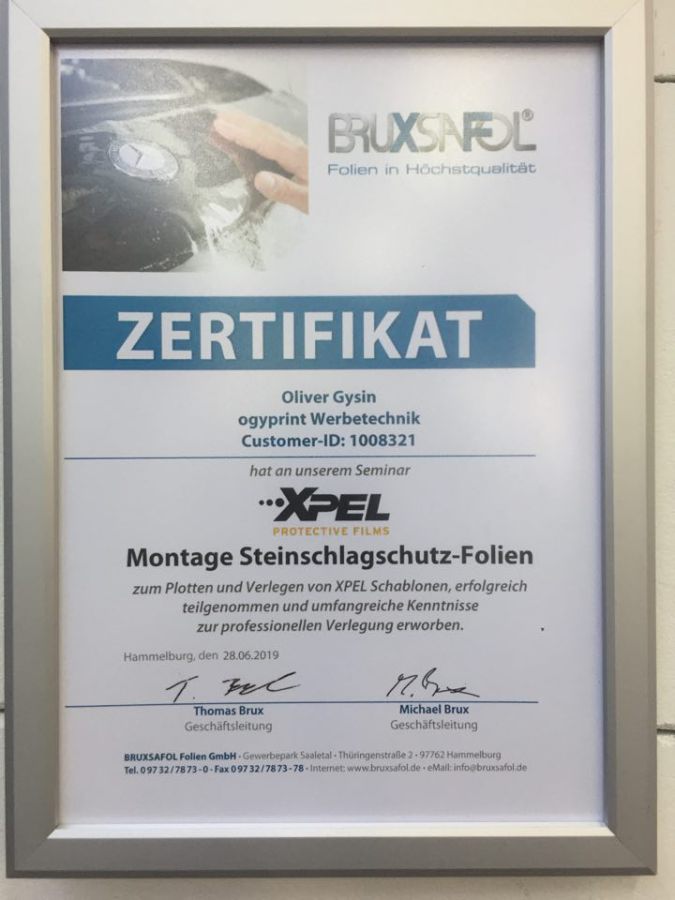 BRUXSAFOL®
Folien in Höchstqualität
ZERTIFIKAT
Oliver Gysin
ogyprint Werbetechnik
Customer-ID: 1008321
hat an unserem Seminar
XPEL
PROTECTIVE FILMS
Montage Steinschlagschutz-Folien
zum Plotten und Verlegen von XPEL Schablonen, erfolgreich
teilgenommen und umfangreiche Kenntnisse
zur professionellen Verlegung erworben.
Hammelburg, den 28.06.2019
T. Brux M. Brux
Thomas Brux Michael Brux
Geschäftsleitung Geschäftsleitung
BRUXSAFOL Folien GmbH · Gewerbepark Saaletal · Thüringenstraße 2 · 97762 Hammelburg
Tel. 0 97 32 / 78 73 - 0 · Fax 0 97 32 / 78 73 - 78 · Internet: www.bruxsafol.de · eMail: info@bruxsafol.de